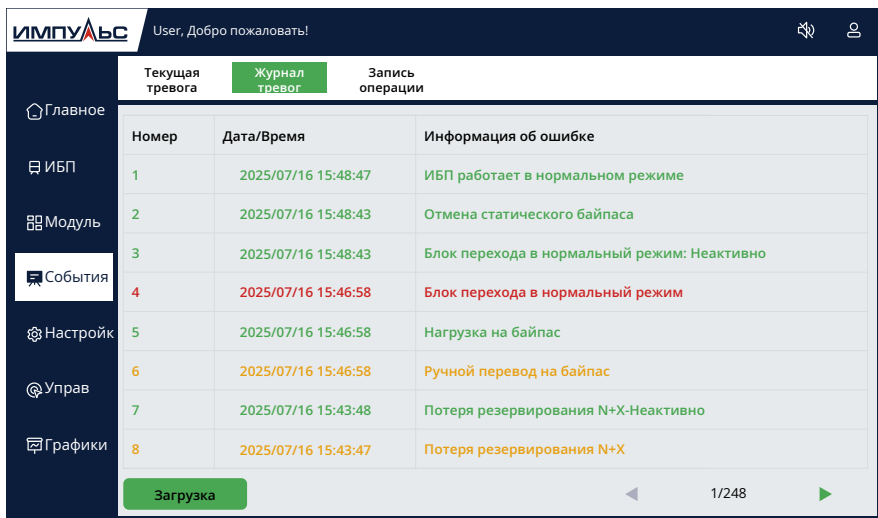 ИМПУЛЬС
User, Добро пожаловать!
Текущая тревога
Журнал тревог
Запись операции
Главное
ИБП
Модуль
События
Настройк
Управ
Графики
Номер Дата/Время Информация об ошибке
1 2025/07/16 15:48:47 ИБП работает в нормальном режиме
2 2025/07/16 15:48:43 Отмена статического байпаса
3 2025/07/16 15:48:43 Блок перехода в нормальный режим: Неактивно
4 2025/07/16 15:46:58 Блок перехода в нормальный режим
5 2025/07/16 15:46:58 Нагрузка на байпас
6 2025/07/16 15:46:58 Ручной перевод на байпас
7 2025/07/16 15:43:48 Потеря резервирования N+X-Неактивно
8 2025/07/16 15:43:47 Потеря резервирования N+X
Загрузка
1/248